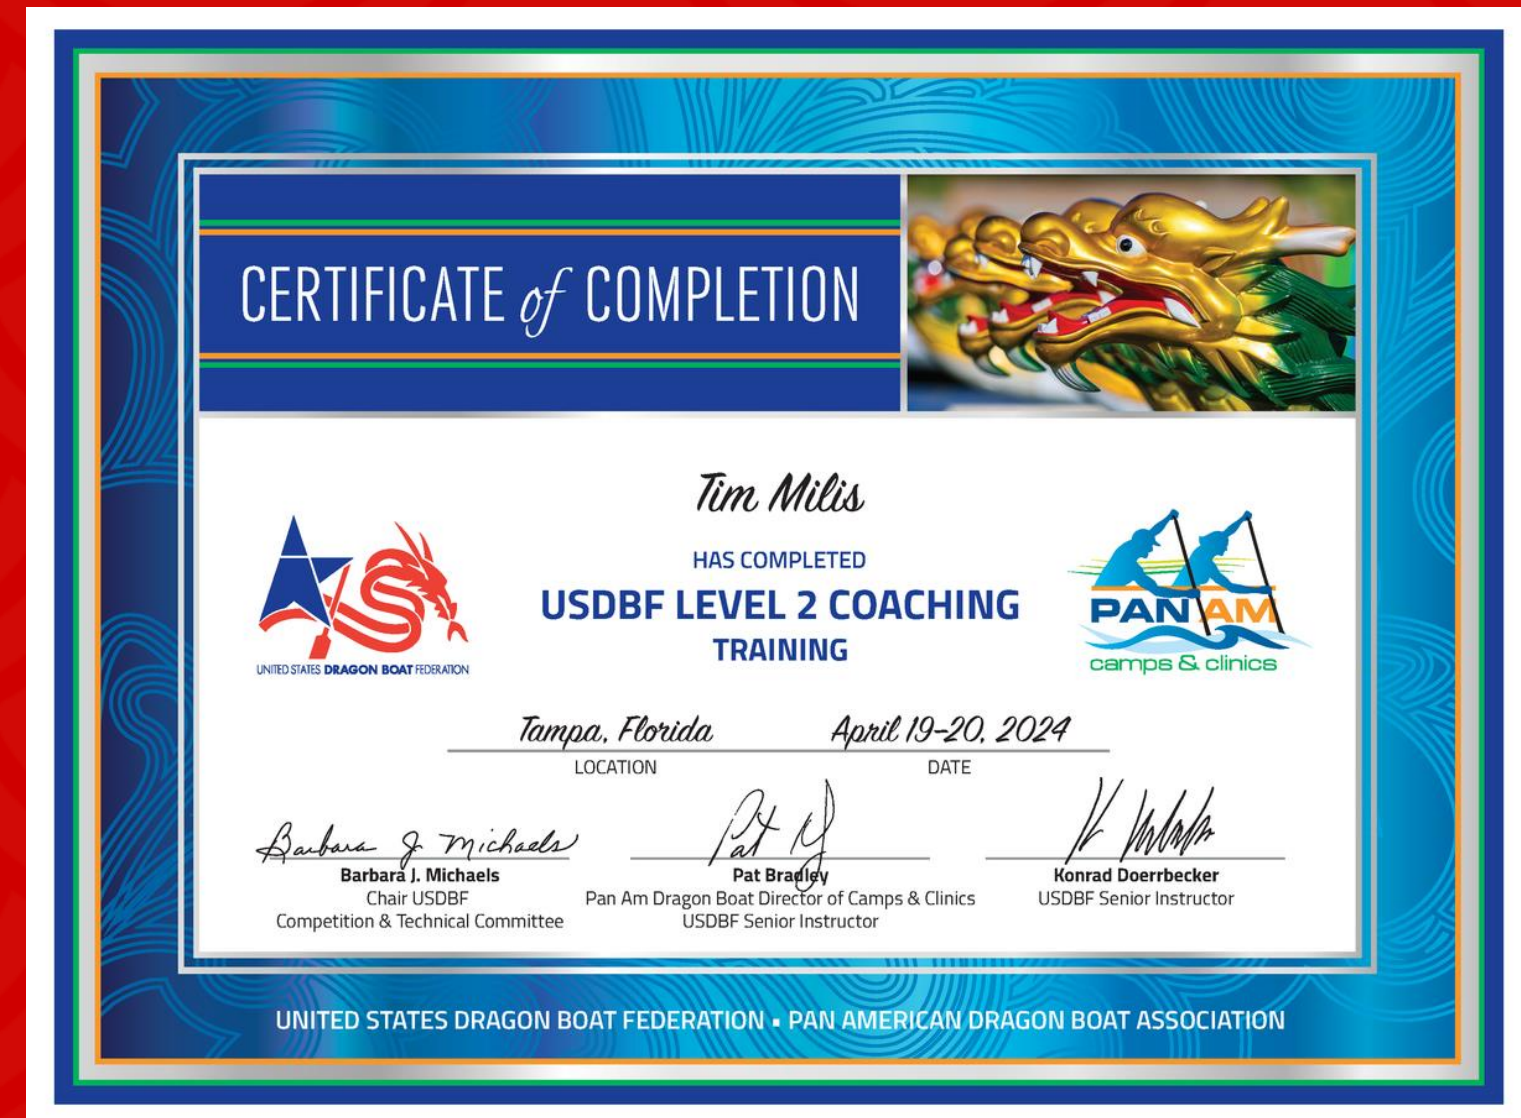 CERTIFICATE of COMPLETION
Tim Milis
HAS COMPLETED
USDBF LEVEL 2 COACHING
TRAINING
US
UNITED STATES DRAGON BOAT FEDERATION
PAN AM
camps & clinics
Tampa, Florida April 19-20, 2024
LOCATION DATE
Barbara J. Michaels
Barbara J. Michaels
Chair USDBF
Competition & Technical Committee
Pat
Pat Bradley
Pan Am Dragon Boat Director of Camps & Clinics
USDBF Senior Instructor
Konrad Doerrbecker
USDBF Senior Instructor
UNITED STATES DRAGON BOAT FEDERATION • PAN AMERICAN DRAGON BOAT ASSOCIATION